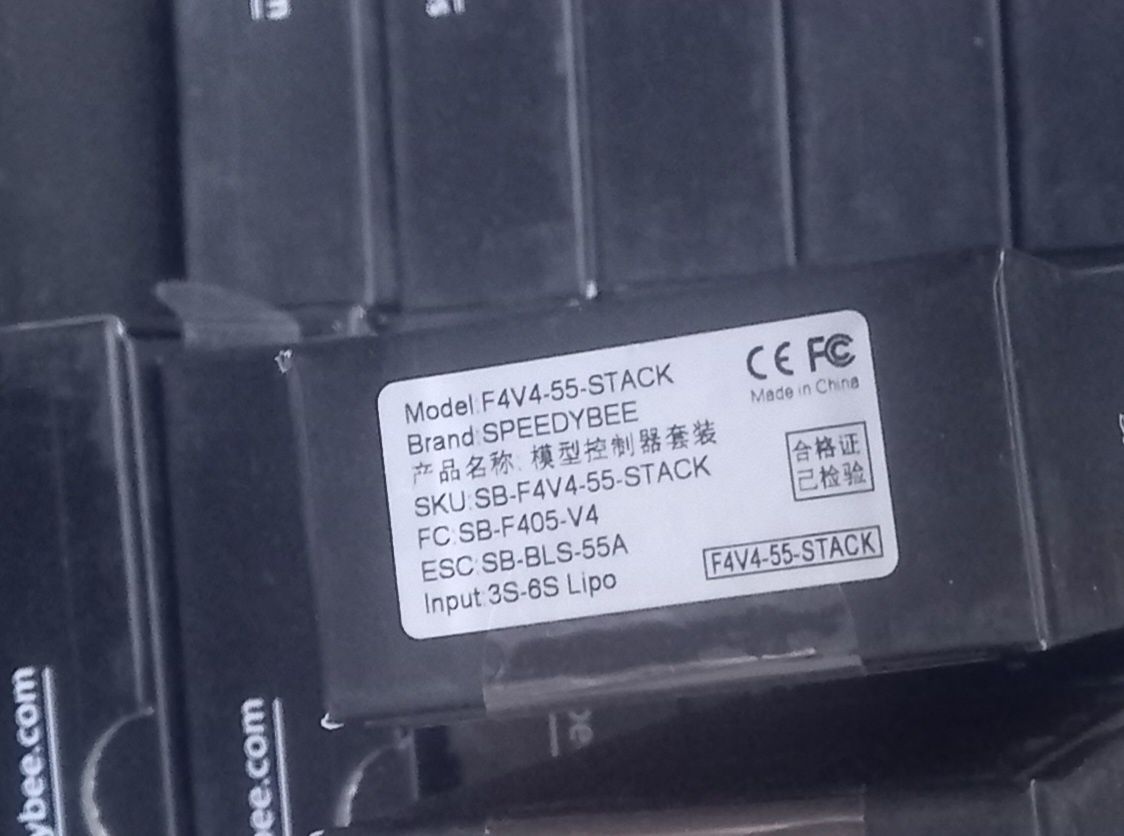 Model:F4V4-55-STACK
Brand:SPEEDYBEE
产品名称: 模型控制器套装
SKU:SB-F4V4-55-STACK
FC:SB-F405-V4
ESC:SB-BLS-55A
Input:3S-6S Lipo
CE FC
Made in China
合格证
已检验
F4V4-55-STACK
ybee.com
ee.com